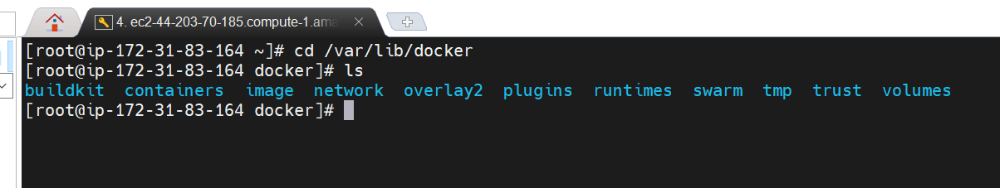 4. ec2-44-203-70-185.compute-1.ama
[root@ip-172-31-83-164 ~]# cd /var/lib/docker
[root@ip-172-31-83-164 docker]# ls
buildkit  containers  image  network  overlay2  plugins  runtimes  swarm  tmp  trust  volumes
[root@ip-172-31-83-164 docker]#